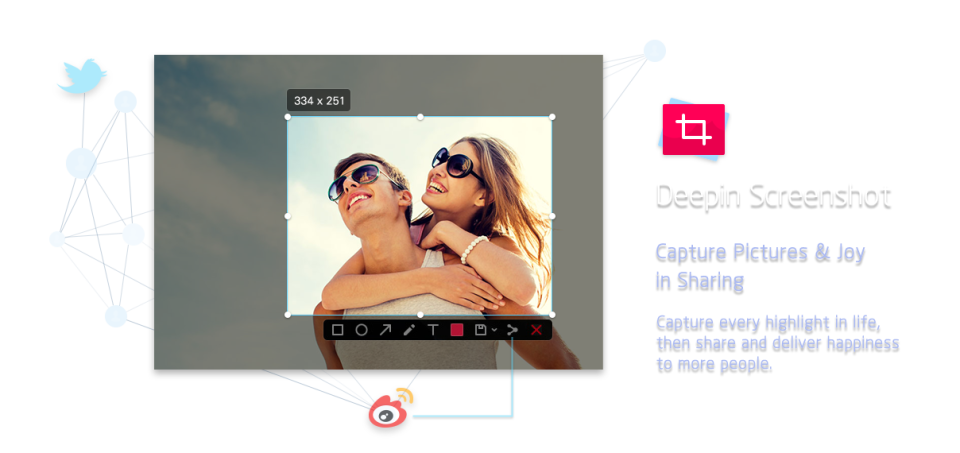 334 x 251
Deepin Screenshot
Capture Pictures & Joy
in Sharing
Capture every highlight in life,
then share and deliver happiness
to more people.